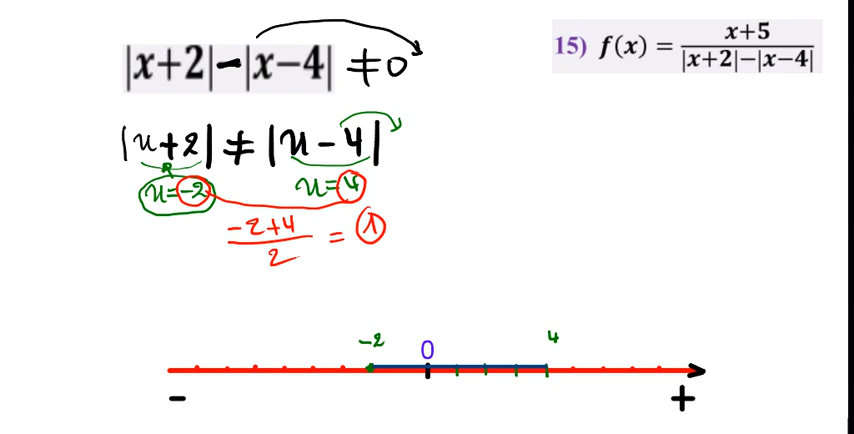 |x+2|−|x−4| ≠0
15) f(x) = x+5 / |x+2|−|x−4|
|x+2| ≠ |x−4|
x=-2 x=4
-2+4 / 2 = 1
-2 0 4
- +